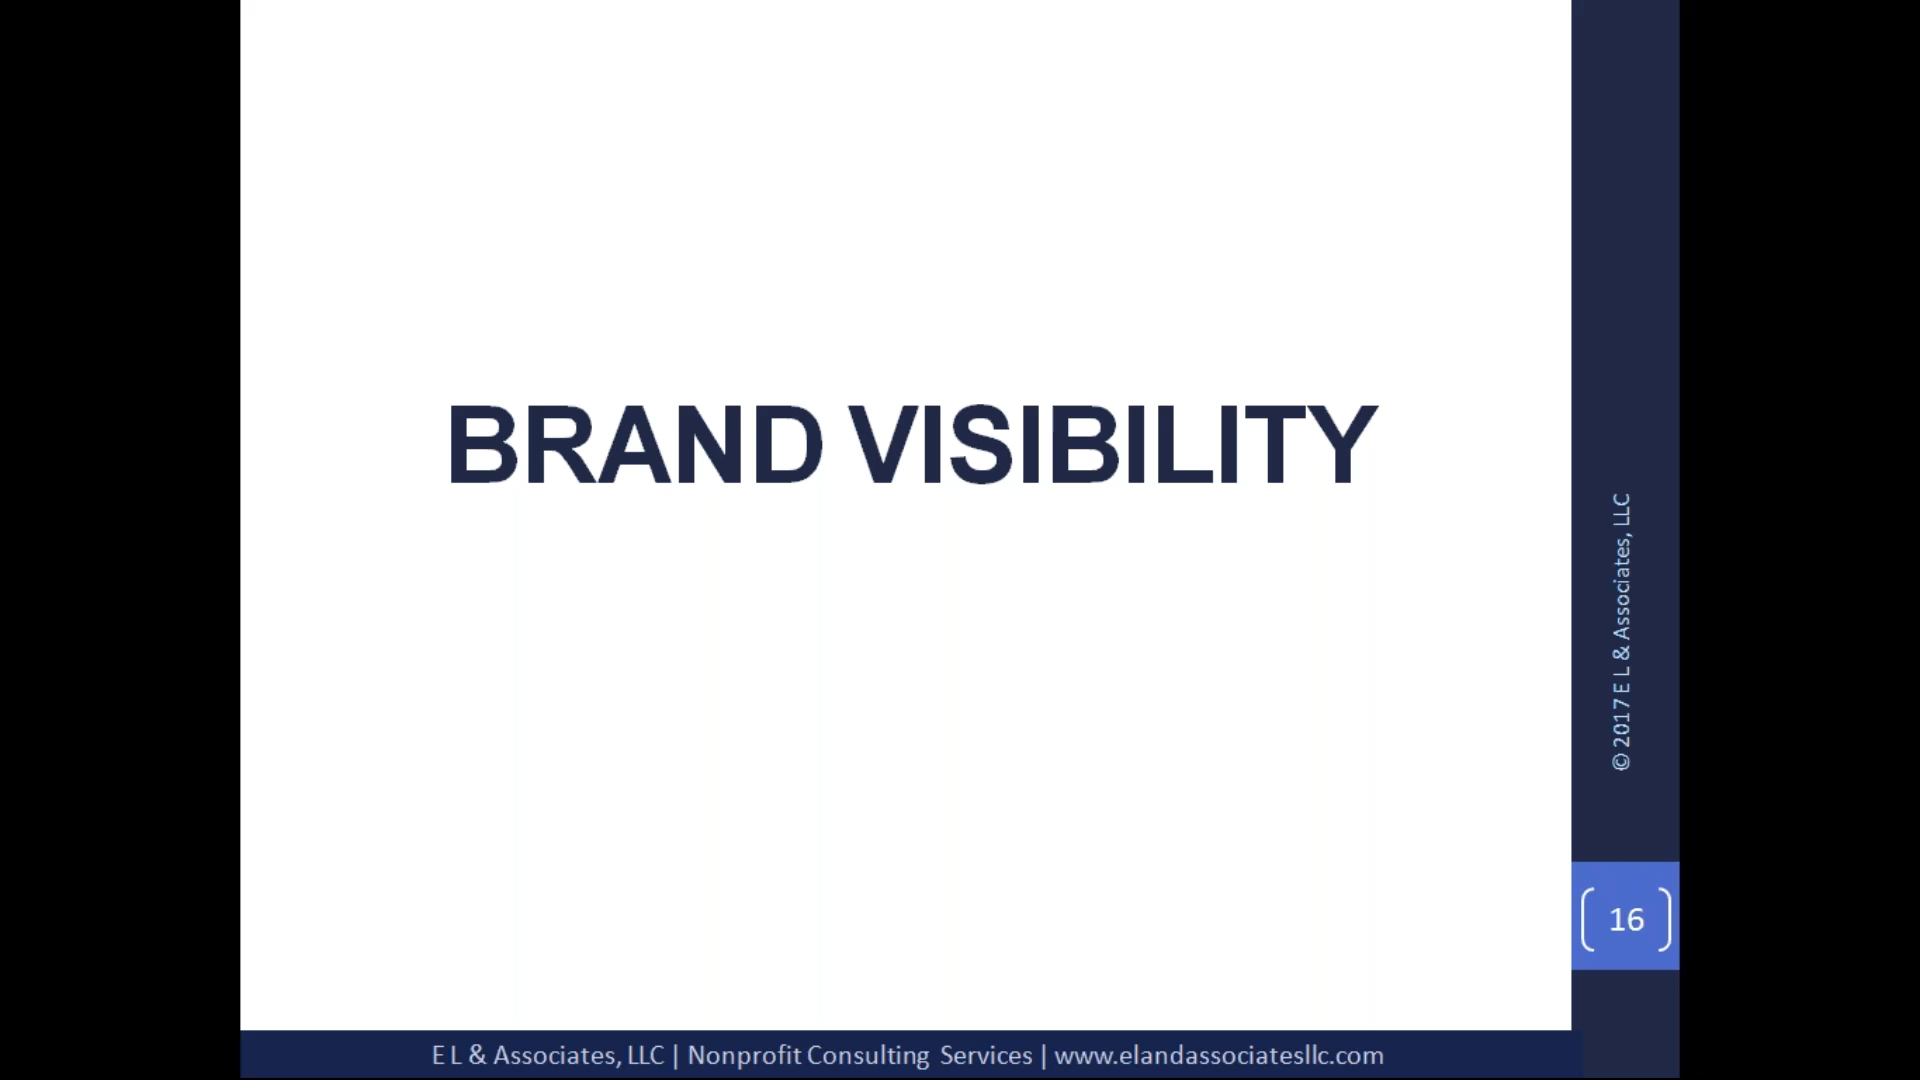 BRAND VISIBILITY
© 2017 E L & Associates, LLC
16
E L & Associates, LLC | Nonprofit Consulting Services | www.elandassociatesllc.com